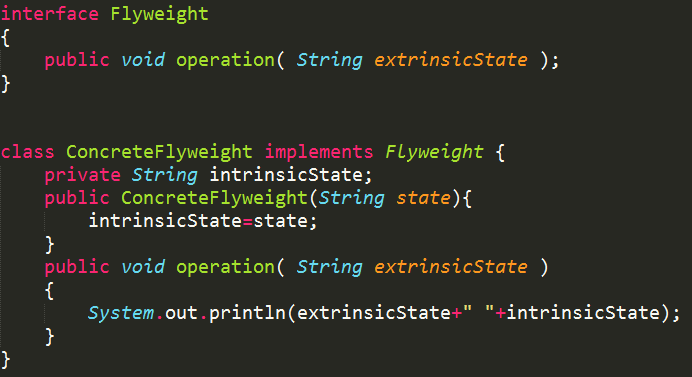 interface Flyweight
{
    public void operation( String extrinsicState );
}
class ConcreteFlyweight implements Flyweight {
    private String intrinsicState;
    public ConcreteFlyweight(String state){
        intrinsicState=state;
    }
    public void operation( String extrinsicState )
    {
        System.out.println(extrinsicState+" "+intrinsicState);
    }
}